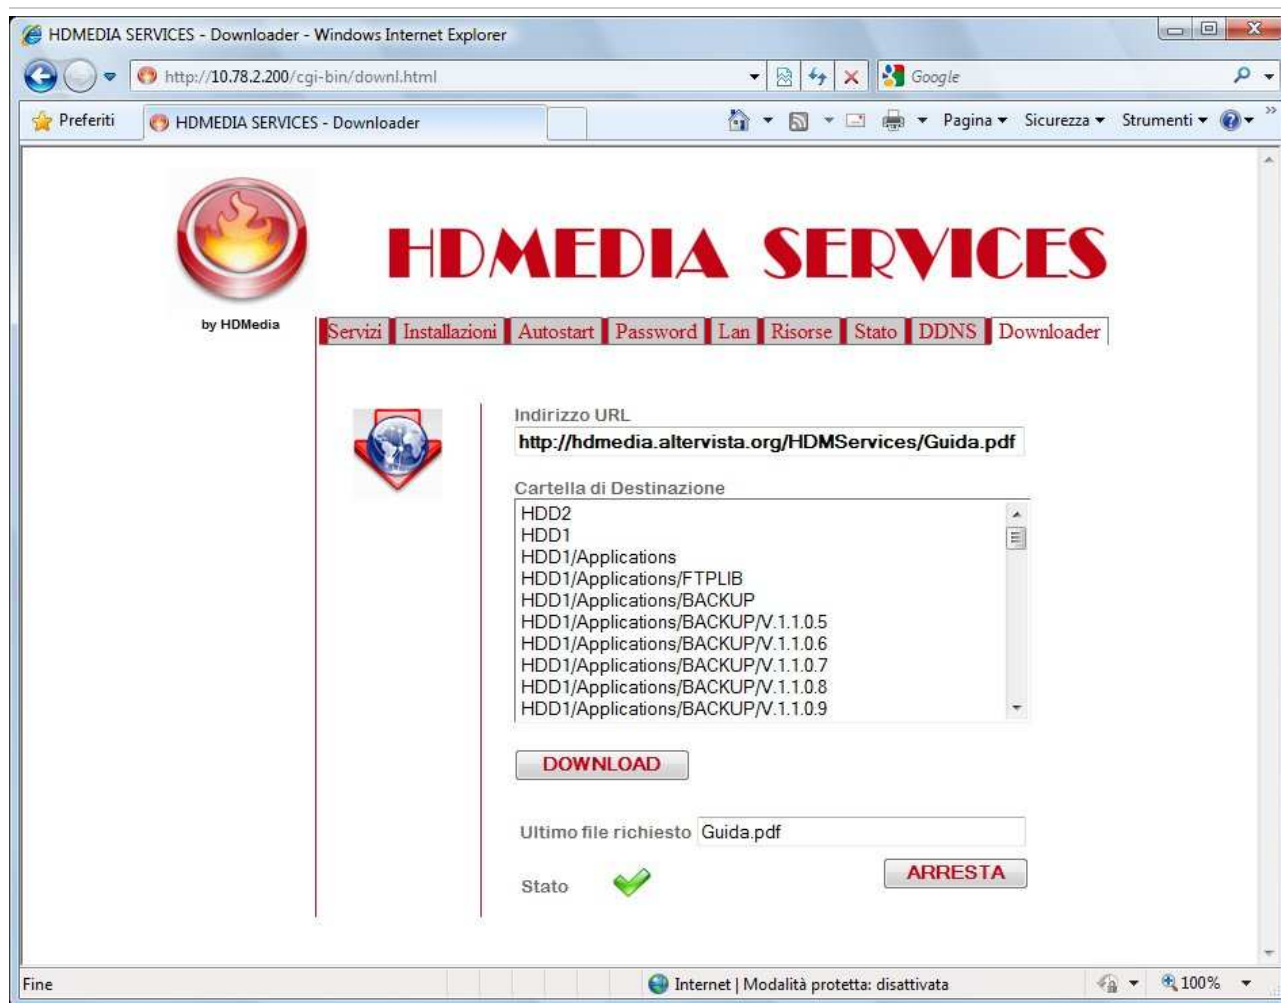 HDMEDIA SERVICES - Downloader - Windows Internet Explorer
http://10.78.2.200/cgi-bin/downl.html
Google
Preferiti
HDMEDIA SERVICES - Downloader
Pagina
Sicurezza
Strumenti
HDMEDIA SERVICES
by HDMedia
Servizi Installazioni Autostart Password Lan Risorse Stato DDNS Downloader
Indirizzo URL
http://hdmedia.altervista.org/HDMServices/Guida.pdf
Cartella di Destinazione
HDD2
HDD1
HDD1/Applications
HDD1/Applications/FTPLIB
HDD1/Applications/BACKUP
HDD1/Applications/BACKUP/V.1.1.0.5
HDD1/Applications/BACKUP/V.1.1.0.6
HDD1/Applications/BACKUP/V.1.1.0.7
HDD1/Applications/BACKUP/V.1.1.0.8
HDD1/Applications/BACKUP/V.1.1.0.9
DOWNLOAD
Ultimo file richiesto Guida.pdf
Stato
ARRESTA
Fine
Internet | Modalità protetta: disattivata
100%